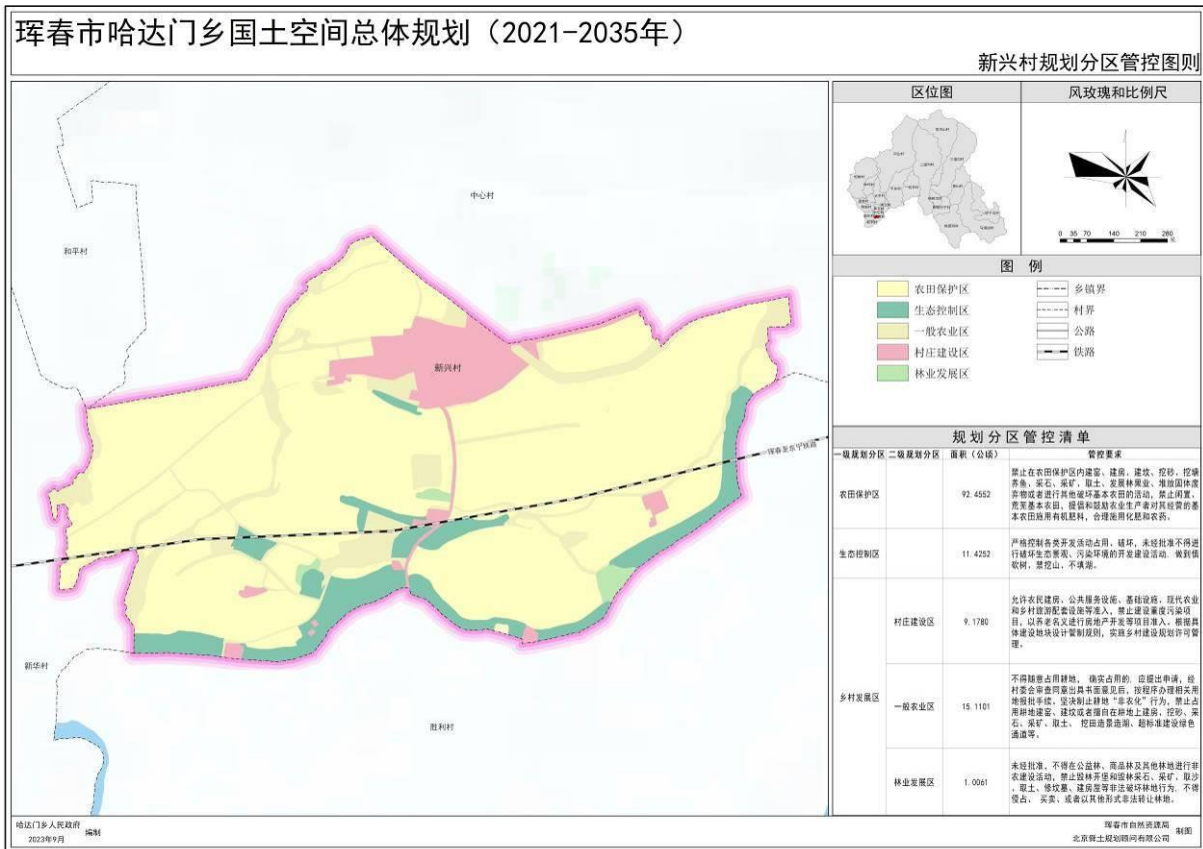 珲春市哈达门乡国土空间总体规划（2021-2035年）
新兴村规划分区管控图则
中心村
和平村
新兴村
珲春至东宁铁路
新华村
胜利村
区位图
风玫瑰和比例尺
0 35 70 140 210 280
图 例
农田保护区
生态控制区
一般农业区
村庄建设区
林业发展区
乡镇界
村界
公路
铁路
规划分区管控清单
一级规划分区 二级规划分区 面积（公顷） 管控要求
农田保护区
92.4552
禁止在农田保护区内建窑、建房、建坟、挖砂、挖塘
养鱼、采石、采矿、取土、发展林果业、堆放固体废
弃物或者进行其他破坏基本农田的活动，禁止闲置、
荒芜基本农田。提倡和鼓励农业生产者对其经营的基
本农田施用有机肥料，合理施用化肥和农药。
生态控制区
11.4252
严格控制各类开发活动占用、破坏，未经批准不得进
行破坏生态景观、污染环境的开发建设活动。做到慎
砍树，禁挖山，不填湖。
乡村发展区
村庄建设区
9.1780
允许农民建房、公共服务设施、基础设施、现代农业
和乡村旅游配套设施等准入，禁止建设重度污染项
目，以养老名义进行房地产开发等项目准入。根据具
体建设地块设计管制规则，实施乡村建设规划许可管
理。
一般农业区
15.1101
不得随意占用耕地， 确实占用的，应提出申请，经
村委会审查同意出具书面意见后，按程序办理相关用
地报批手续。坚决制止耕地“非农化”行为，禁止占
用耕地建窑、建坟或者擅自在耕地上建房、挖砂、采
石、采矿、取土、 挖田造景造湖、超标准建设绿色
通道等。
林业发展区
1.0061
未经批准，不得在公益林、商品林及其他林地进行非
农建设活动，禁止毁林开垦和毁林采石、采矿、取沙
、取土、修坟墓、建房屋等非法破坏林地行为。不得
侵占、 买卖、或者以其他形式非法转让林地。
哈达门乡人民政府 编制
2023年9月
珲春市自然资源局
北京舜土规划顾问有限公司 制图